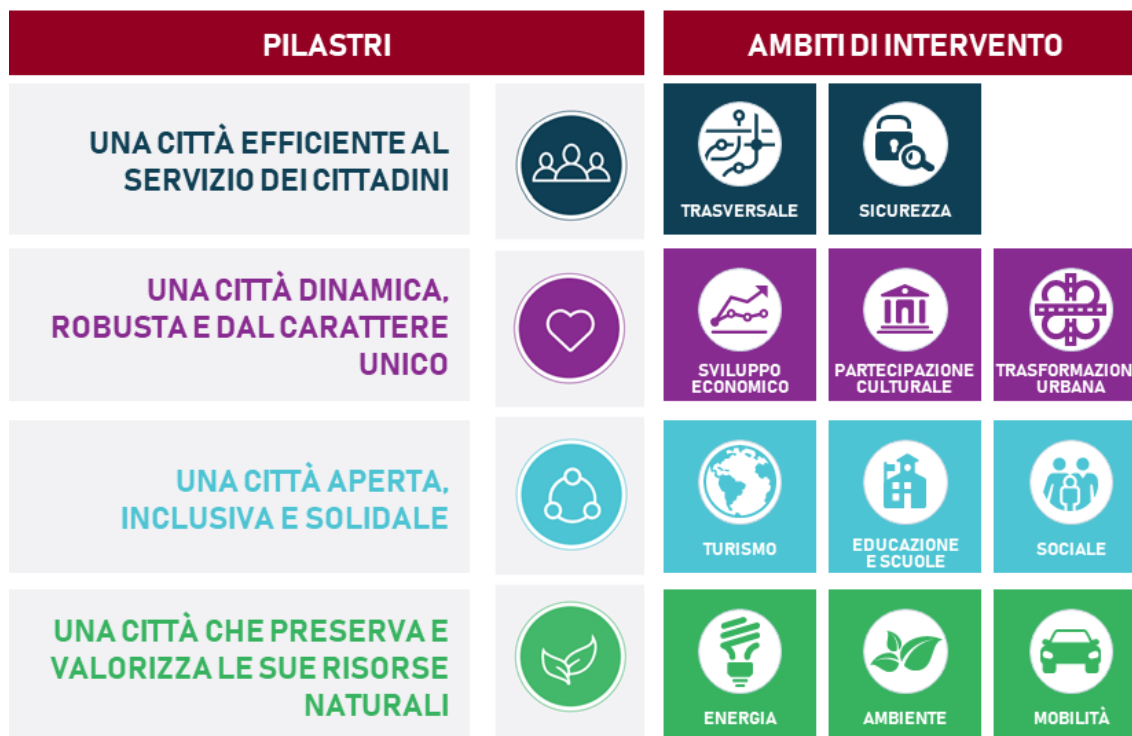 PILASTRI
AMBITI DI INTERVENTO
UNA CITTÀ EFFICIENTE AL
SERVIZIO DEI CITTADINI
TRASVERSALE
SICUREZZA
UNA CITTÀ DINAMICA,
ROBUSTA E DAL CARATTERE
UNICO
SVILUPPO
ECONOMICO
PARTECIPAZIONE
CULTURALE
TRASFORMAZION
URBANA
UNA CITTÀ APERTA,
INCLUSIVA E SOLIDALE
TURISMO
EDUCAZIONE
E SCUOLE
SOCIALE
UNA CITTÀ CHE PRESERVA E
VALORIZZA LE SUE RISORSE
NATURALI
ENERGIA
AMBIENTE
MOBILITÀ